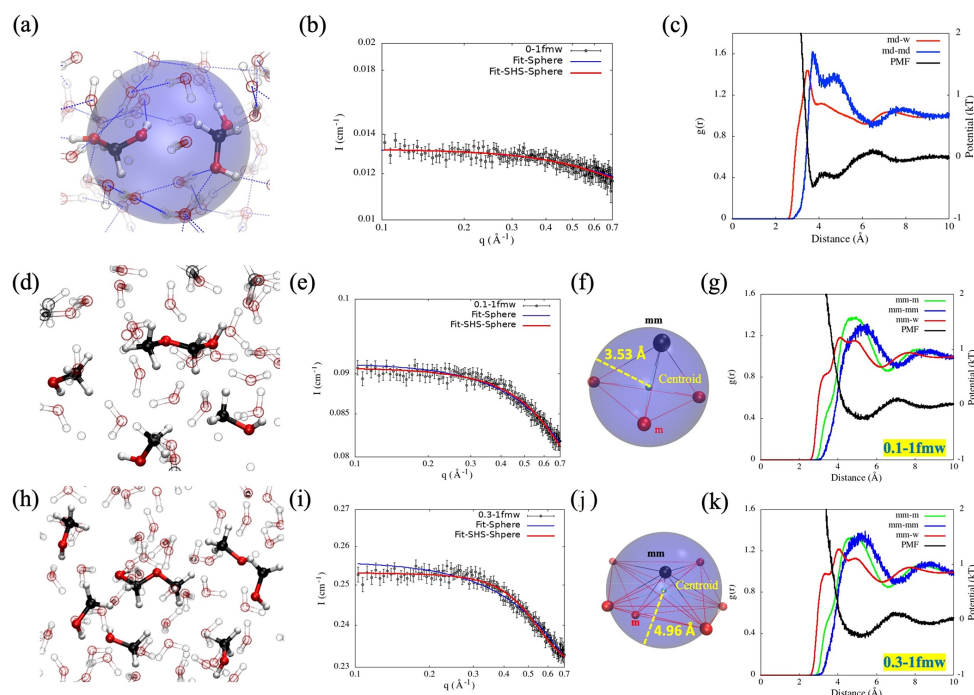 (a)
(b)
0.02
0.018
0.014
0.012
0.01
I (cm⁻¹)
0-1fmw
Fit-Sphere
Fit-SHS-Sphere
0.1 0.2 0.3 0.4 0.5 0.6 0.7
q (Å⁻¹)
(c)
md-w
md-md
PMF
1.6
1.2
0.8
0.4
0
g(r)
2
1
0
-1
Potential (kT)
0 2 4 6 8 10
Distance (Å)
(d)
(e)
0.1
0.09
0.085
0.08
I (cm⁻¹)
0.1-1fmw
Fit-Sphere
Fit-SHS-Sphere
0.1 0.2 0.3 0.4 0.5 0.6 0.7
q (Å⁻¹)
(f)
mm
3.53 Å
Centroid
m
(g)
mm-m
mm-mm
mm-w
PMF
1.6
1.2
0.8
0.4
0
g(r)
2
1
0
-1
Potential (kT)
0.1-1fmw
0 2 4 6 8 10
Distance (Å)
(h)
(i)
0.27
0.26
0.25
0.24
0.23
I (cm⁻¹)
0.3-1fmw
Fit-Sphere
Fit-SHS-Shpere
0.1 0.2 0.3 0.4 0.5 0.6 0.7
q (Å⁻¹)
(j)
mm
Centroid
m
4.96 Å
(k)
mm-m
mm-mm
mm-w
PMF
1.6
1.2
0.8
0.4
0
g(r)
2
1
0
-1
Potential (kT)
0.3-1fmw
0 2 4 6 8 10
Distance (Å)